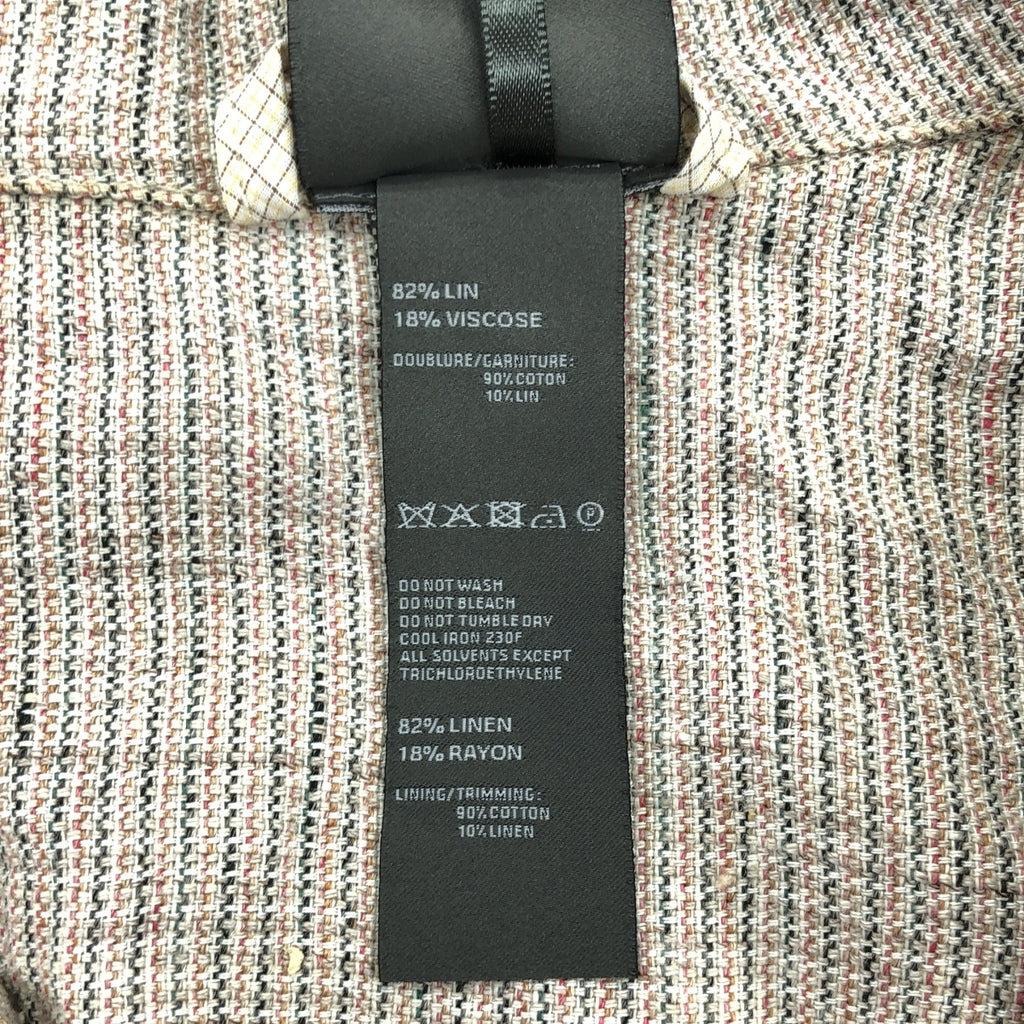 82% LIN
18% VISCOSE
DOUBLURE/GARNITURE:
90% COTON
10% LIN
P
DO NOT WASH
DO NOT BLEACH
DO NOT TUMBLE DRY
COOL IRON 230F
ALL SOLVENTS EXCEPT
TRICHLOROETHYLENE
82% LINEN
18% RAYON
LINING/TRIMMING:
90% COTTON
10% LINEN